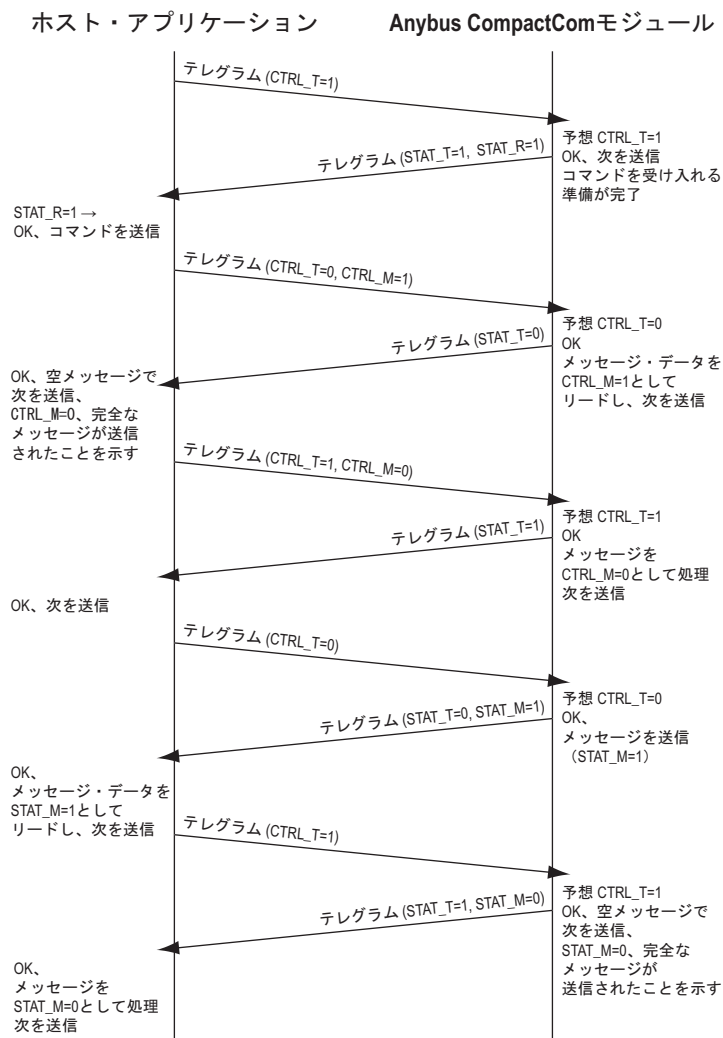 ホスト・アプリケーション
Anybus CompactComモジュール
テレグラム (CTRL_T=1)
予想 CTRL_T=1
OK、次を送信
コマンドを受け入れる
準備が完了
テレグラム (STAT_T=1, STAT_R=1)
STAT_R=1 →
OK、コマンドを送信
テレグラム (CTRL_T=0, CTRL_M=1)
予想 CTRL_T=0
OK
メッセージ・データを
CTRL_M=1として
リードし、次を送信
テレグラム (STAT_T=0)
OK、空メッセージで
次を送信、
CTRL_M=0、完全な
メッセージが送信
されたことを示す
テレグラム (CTRL_T=1, CTRL_M=0)
予想 CTRL_T=1
OK
メッセージを
CTRL_M=0として処理
次を送信
テレグラム (STAT_T=1)
OK、次を送信
テレグラム (CTRL_T=0)
予想 CTRL_T=0
OK、
メッセージを送信
（STAT_M=1）
テレグラム (STAT_T=0, STAT_M=1)
OK、
メッセージ・データを
STAT_M=1として
リードし、次を送信
テレグラム (CTRL_T=1)
予想 CTRL_T=1
OK、空メッセージで
次を送信、
STAT_M=0、完全な
メッセージが
送信されたことを示す
テレグラム (STAT_T=1, STAT_M=0)
OK、
メッセージを
STAT_M=0として処理
次を送信